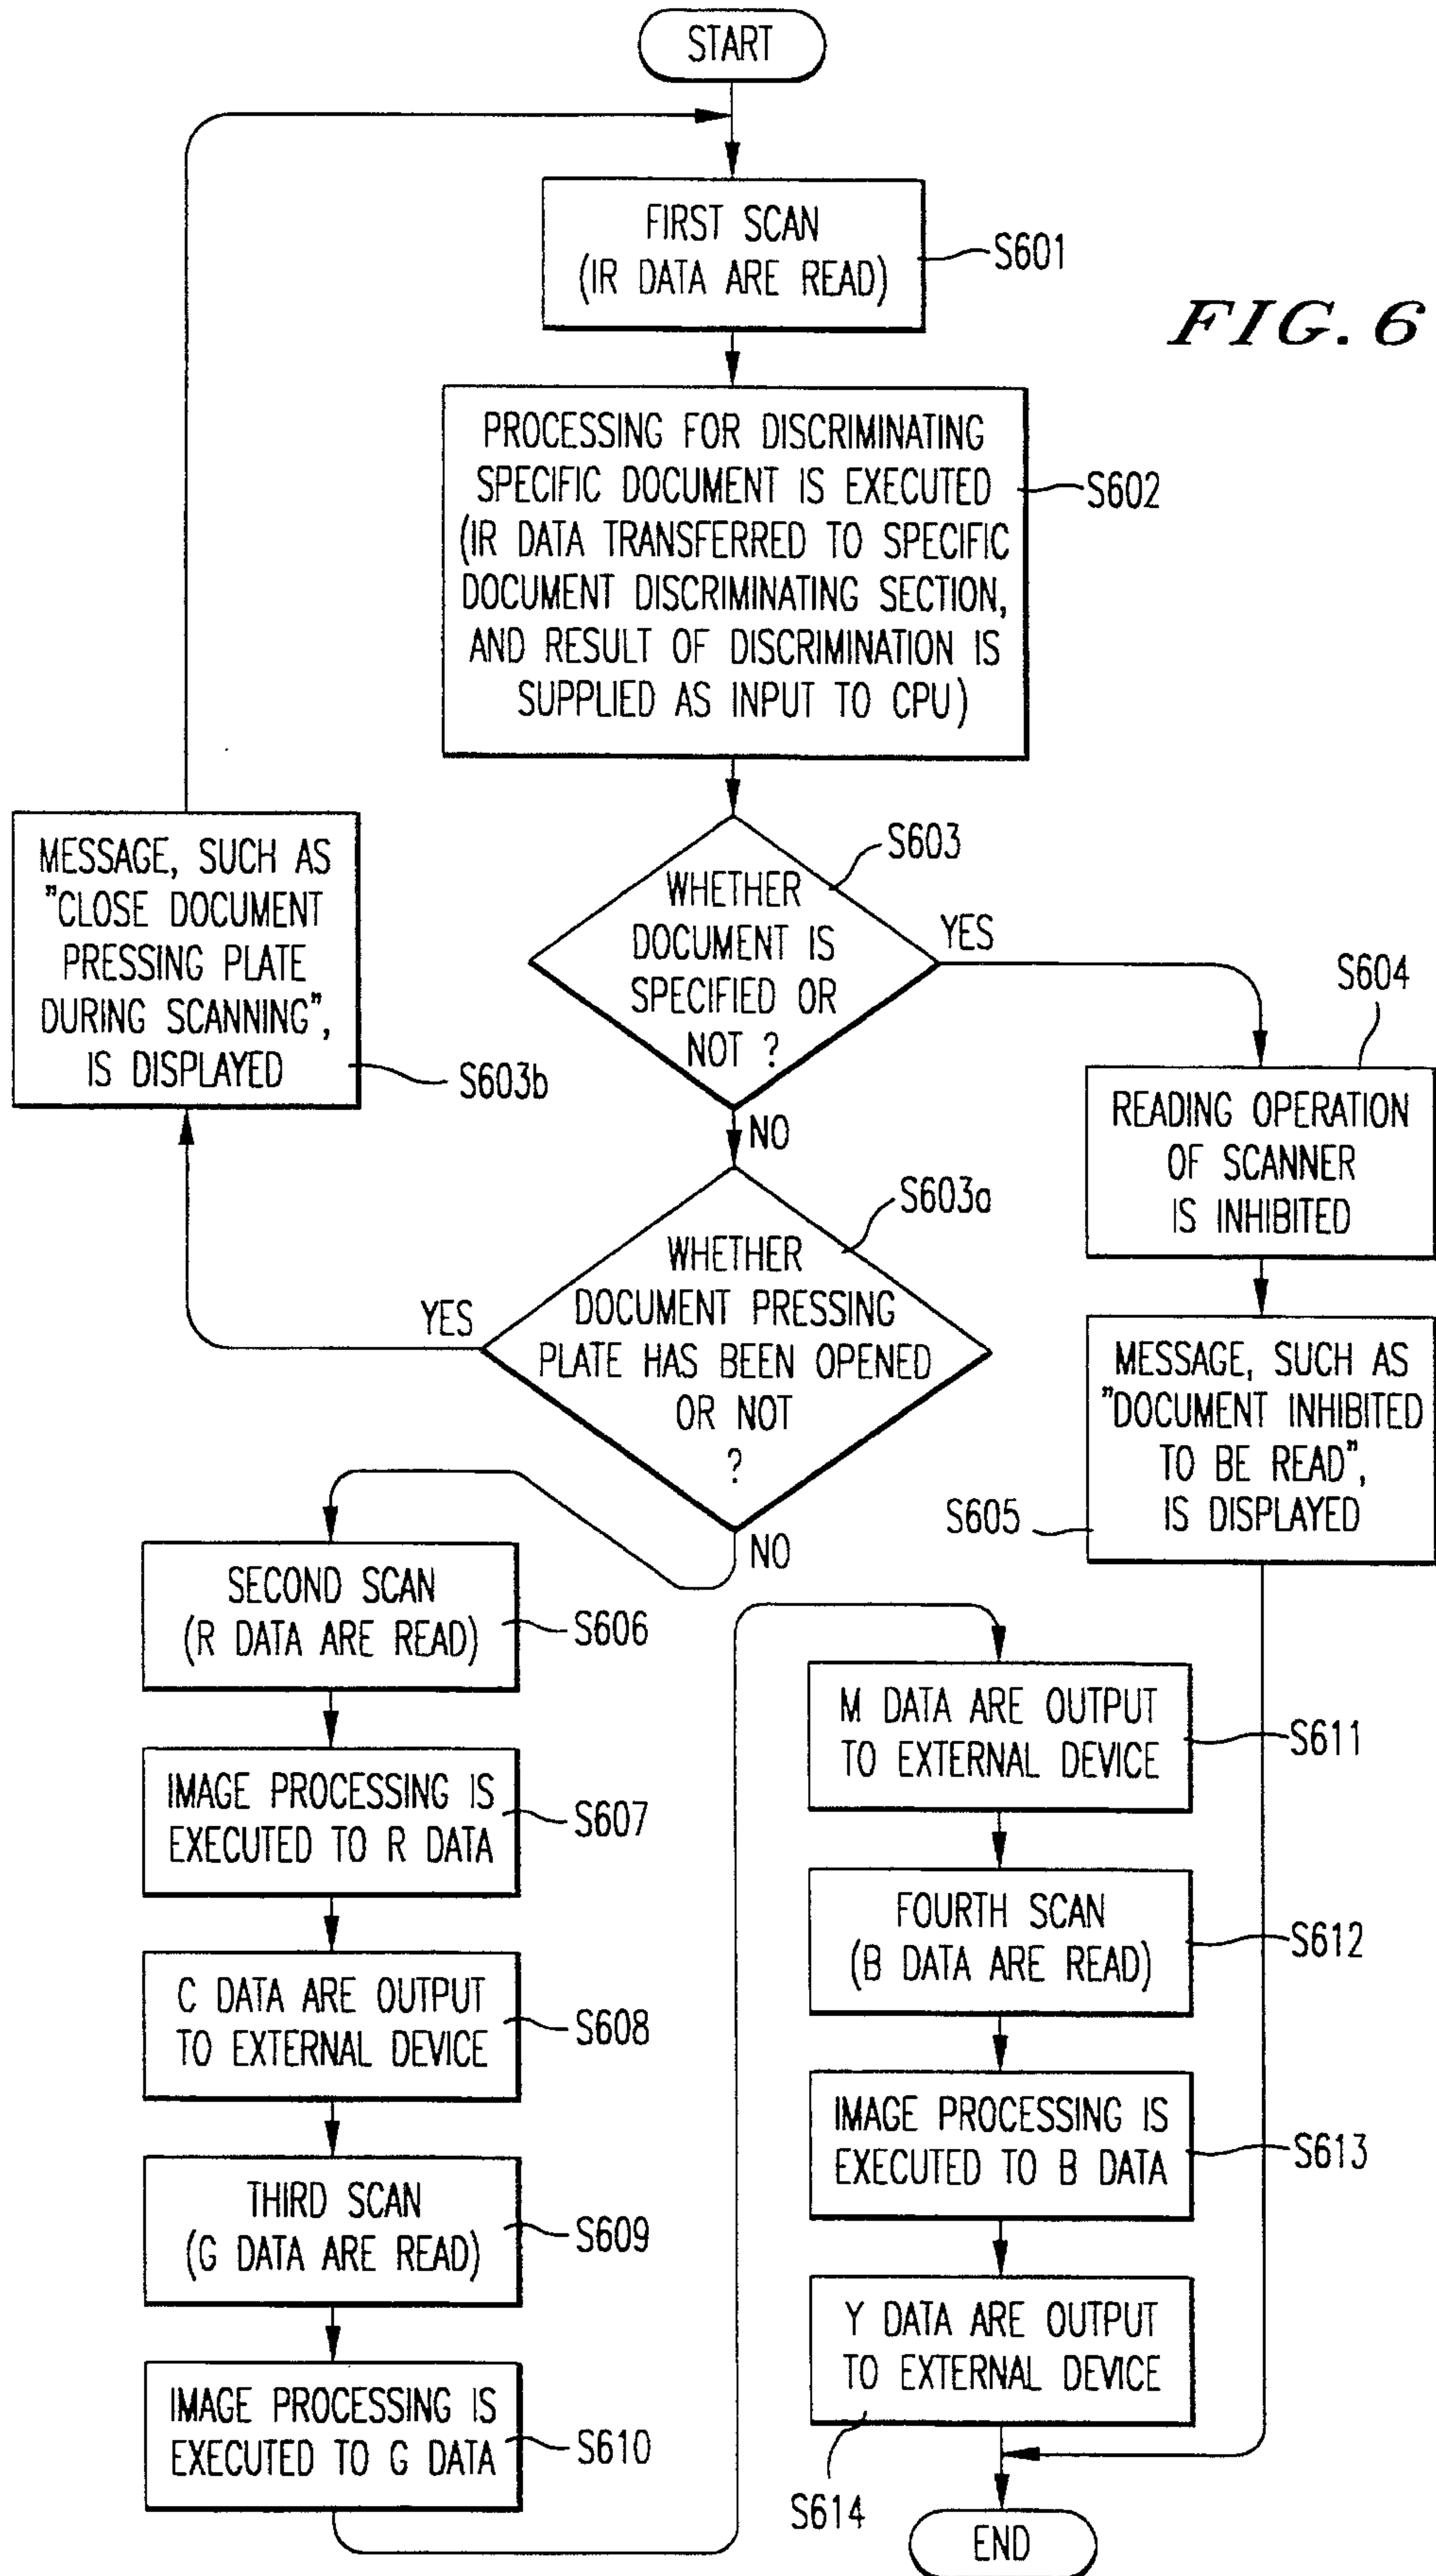 START
FIRST SCAN
(IR DATA ARE READ)
S601
FIG. 6
PROCESSING FOR DISCRIMINATING
SPECIFIC DOCUMENT IS EXECUTED
(IR DATA TRANSFERRED TO SPECIFIC
DOCUMENT DISCRIMINATING SECTION,
AND RESULT OF DISCRIMINATION IS
SUPPLIED AS INPUT TO CPU)
S602
WHETHER
DOCUMENT IS
SPECIFIED OR
NOT ?
S603
YES
NO
MESSAGE, SUCH AS
"CLOSE DOCUMENT
PRESSING PLATE
DURING SCANNING",
IS DISPLAYED
S603b
S604
READING OPERATION
OF SCANNER
IS INHIBITED
WHETHER
DOCUMENT PRESSING
PLATE HAS BEEN OPENED
OR NOT
?
S603a
YES
NO
MESSAGE, SUCH AS
"DOCUMENT INHIBITED
TO BE READ",
IS DISPLAYED
S605
SECOND SCAN
(R DATA ARE READ)
S606
IMAGE PROCESSING IS
EXECUTED TO R DATA
S607
C DATA ARE OUTPUT
TO EXTERNAL DEVICE
S608
THIRD SCAN
(G DATA ARE READ)
S609
IMAGE PROCESSING IS
EXECUTED TO G DATA
S610
M DATA ARE OUTPUT
TO EXTERNAL DEVICE
S611
FOURTH SCAN
(B DATA ARE READ)
S612
IMAGE PROCESSING IS
EXECUTED TO B DATA
S613
Y DATA ARE OUTPUT
TO EXTERNAL DEVICE
S614
END